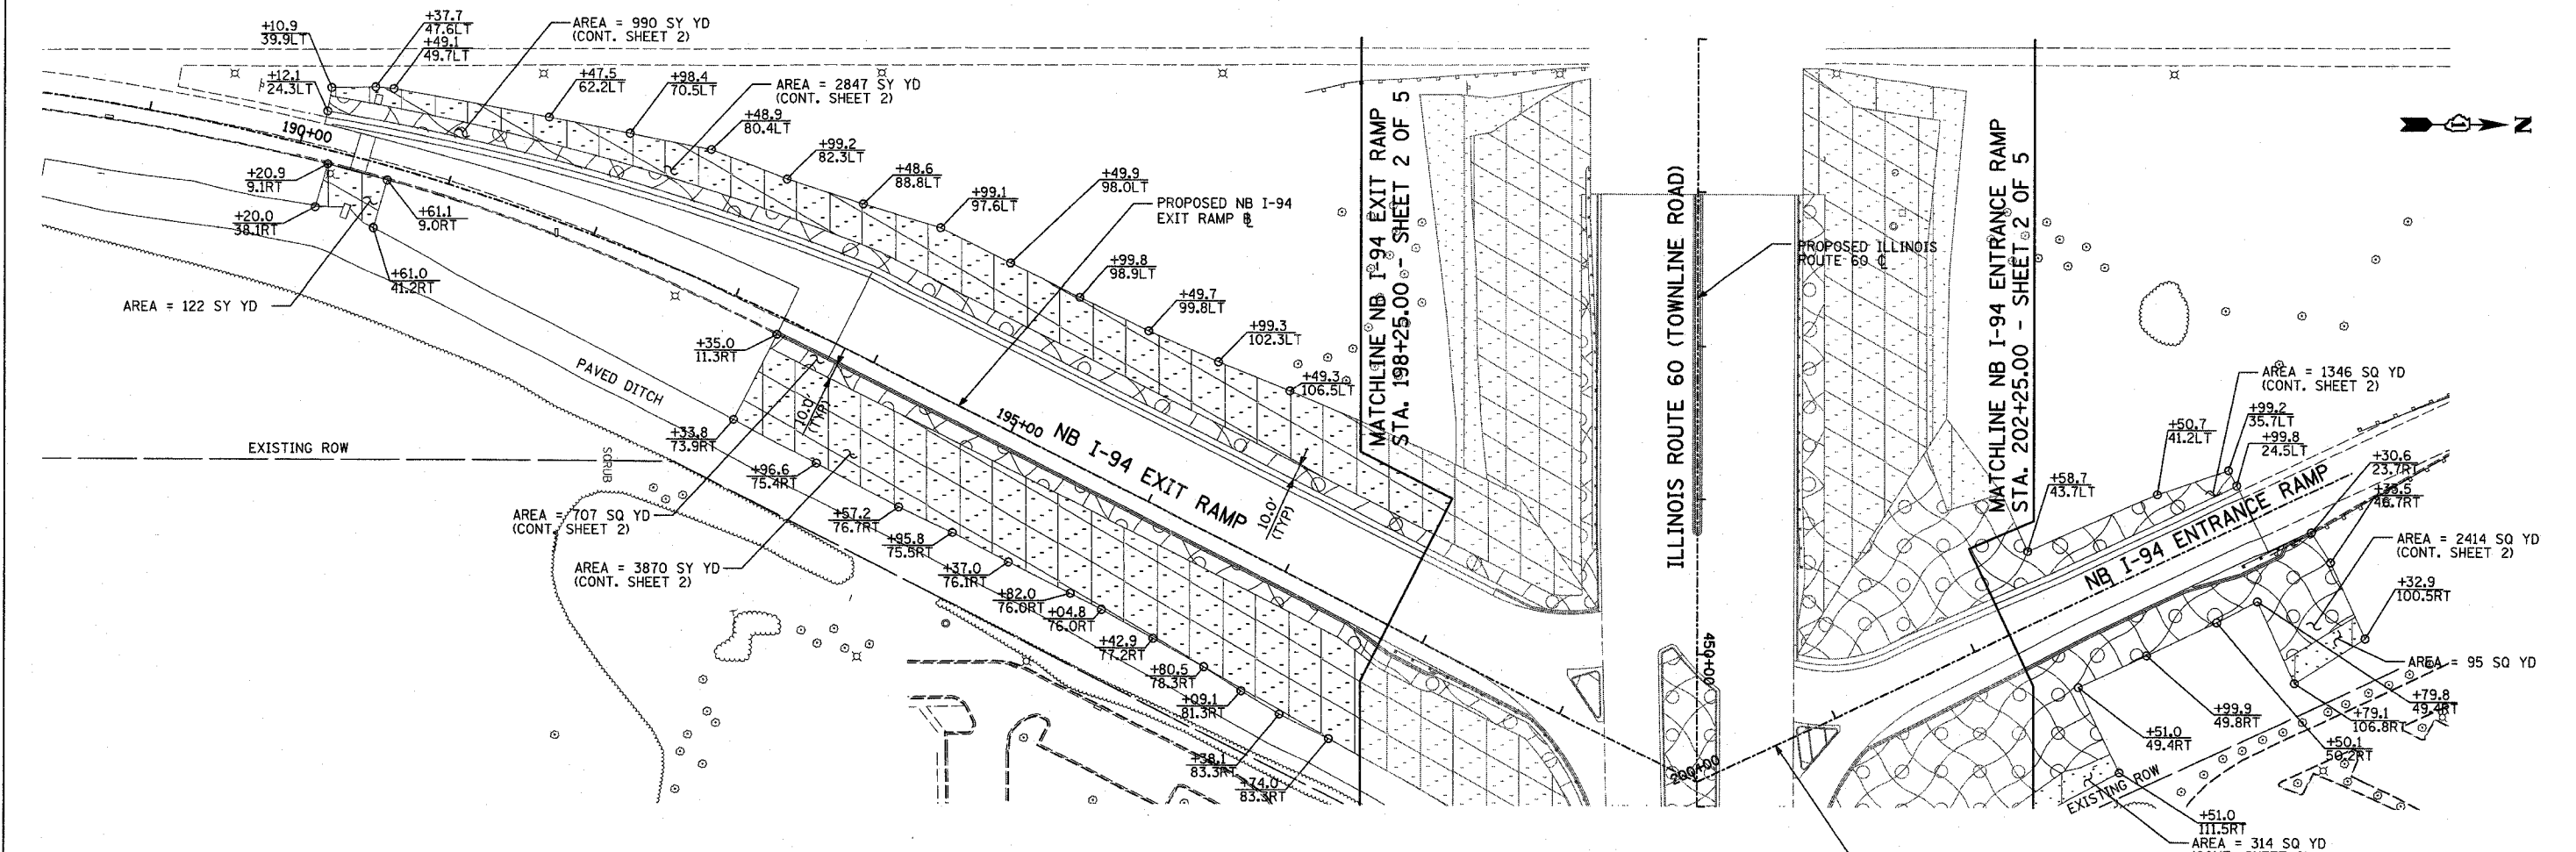 +10.9
39.9LT
+37.7
47.6LT
+49.1
49.7LT
AREA = 990 SY YD
(CONT. SHEET 2)
+12.1
24.3LT
+47.5
62.2LT
+98.4
70.5LT
AREA = 2847 SY YD
(CONT. SHEET 2)
+48.9
80.4LT
190+00
+99.2
82.3LT
+48.6
88.8LT
+99.1
97.6LT
+49.9
98.0LT
+99.8
98.9LT
+49.7
99.8LT
+99.3
102.3LT
+49.3
106.5LT
PROPOSED NB I-94
EXIT RAMP
+20.9
9.1RT
+20.0
38.1RT
+61.1
9.0RT
+61.0
41.2RT
AREA = 122 SY YD
+35.0
11.3RT
PAVED DITCH
+33.8
73.9RT
10.0'
(TYP)
195+00
NB I-94 EXIT RAMP
10.0'
(TYP)
EXISTING ROW
SCRUB
+96.6
75.4RT
AREA = 707 SQ YD
(CONT. SHEET 2)
+57.2
76.7RT
+95.8
75.5RT
AREA = 3870 SY YD
(CONT. SHEET 2)
+37.0
76.1RT
+82.0
76.0RT
+04.8
76.0RT
+42.9
77.2RT
+80.5
78.3RT
+09.1
81.3RT
+38.1
83.3RT
+74.0
83.3RT
MATCHLINE NB I-94 EXIT RAMP
STA. 198+25.00 - SHEET 2 OF 5
ILLINOIS ROUTE 60 (TOWNLINE ROAD)
PROPOSED ILLINOIS
ROUTE 60
450+00
200+00
MATCHLINE NB I-94 ENTRANCE RAMP
STA. 202+25.00 - SHEET 2 OF 5
N
AREA = 1346 SQ YD
(CONT. SHEET 2)
+50.7
41.2LT
+99.2
35.7LT
+99.8
24.5LT
+58.7
43.7LT
NB I-94 ENTRANCE RAMP
+30.6
23.7RT
AREA = 2414 SQ YD
(CONT. SHEET 2)
+32.9
100.5RT
AREA = 95 SQ YD
+79.8
49.4RT
+79.1
106.8RT
+99.9
49.8RT
+50.1
50.2RT
+51.0
49.4RT
EXISTING ROW
+51.0
111.5RT
AREA = 314 SQ YD